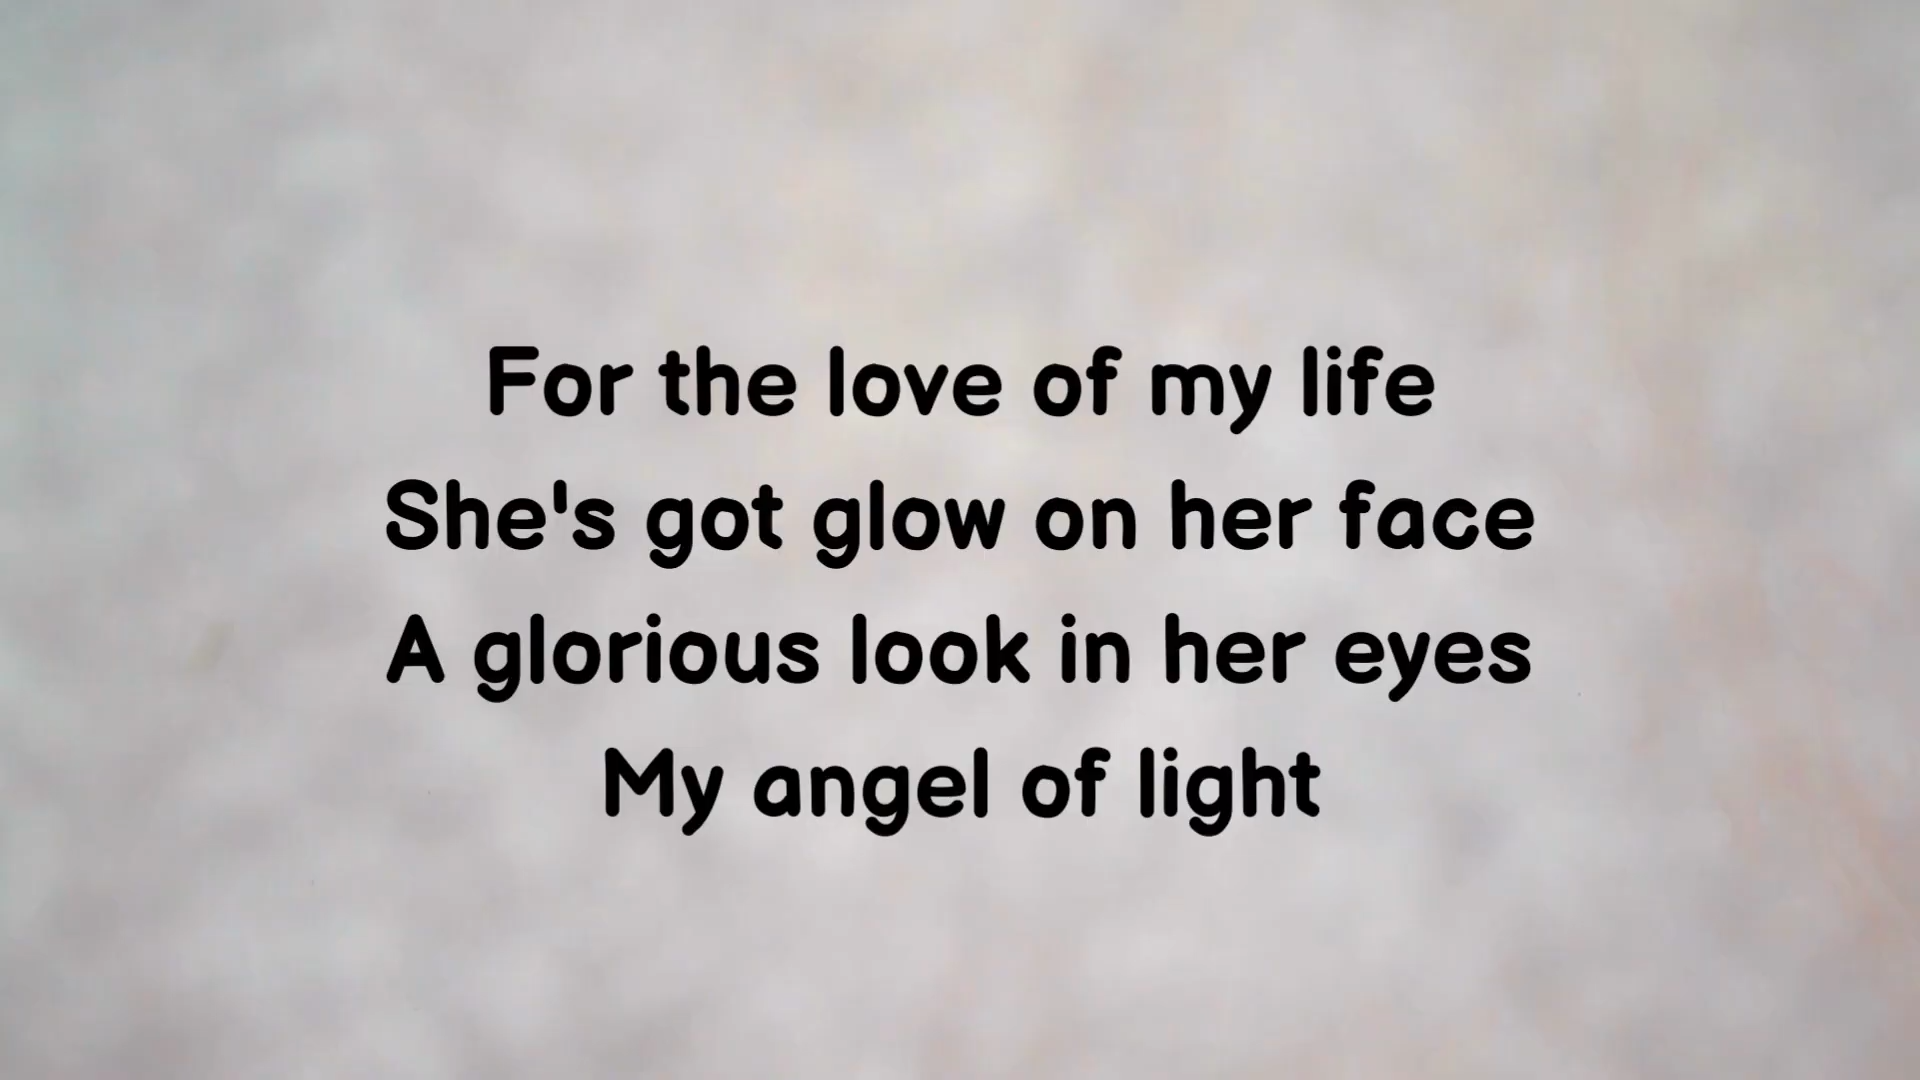 For the love of my life
She's got glow on her face
A glorious look in her eyes
My angel of light